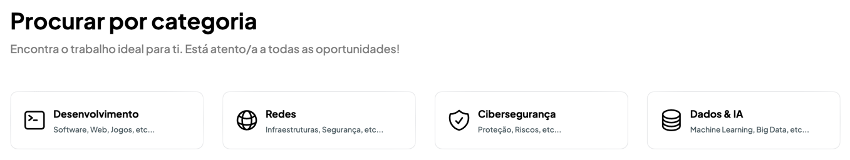 Procurar por categoria
Encontra o trabalho ideal para ti. Está atento/a a todas as oportunidades!
Desenvolvimento
Software, Web, Jogos, etc...
Redes
Infraestruturas, Segurança, etc...
Cibersegurança
Proteção, Riscos, etc...
Dados & IA
Machine Learning, Big Data, etc...